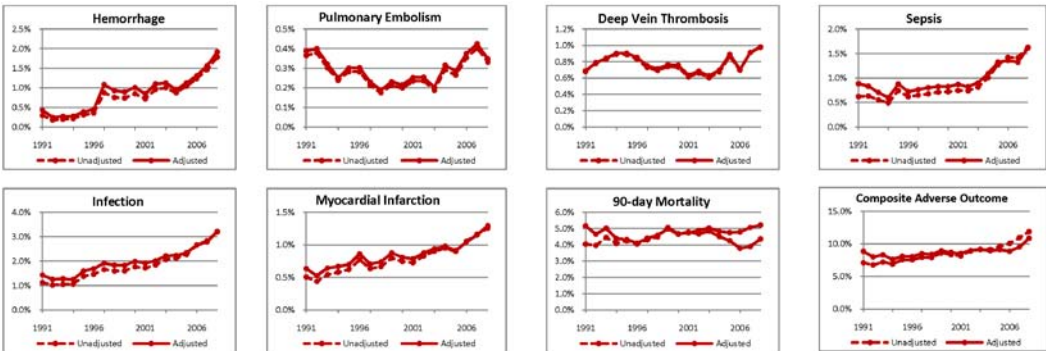 Hemorrhage
2.5%
2.0%
1.5%
1.0%
0.5%
0.0%
1991 1996 2001 2006
Unadjusted Adjusted
Pulmonary Embolism
0.5%
0.4%
0.3%
0.2%
0.1%
0.0%
1991 1996 2001 2006
Unadjusted Adjusted
Deep Vein Thrombosis
1.2%
1.0%
0.8%
0.6%
0.4%
0.2%
0.0%
1991 1996 2001 2006
Unadjusted Adjusted
Sepsis
2.0%
1.5%
1.0%
0.5%
0.0%
1991 1996 2001 2006
Unadjusted Adjusted
Infection
4.0%
3.0%
2.0%
1.0%
0.0%
1991 1996 2001 2006
Unadjusted Adjusted
Myocardial Infarction
1.5%
1.0%
0.5%
0.0%
1991 1996 2001 2006
Unadjusted Adjusted
90-day Mortality
6.0%
5.0%
4.0%
3.0%
2.0%
1.0%
0.0%
1991 1996 2001 2006
Unadjusted Adjusted
Composite Adverse Outcome
15.0%
10.0%
5.0%
0.0%
1991 1996 2001 2006
Unadjusted Adjusted